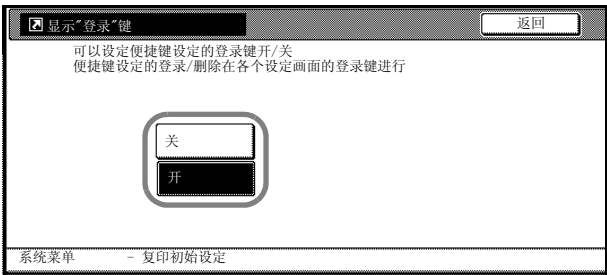 显示"登录"键
返回
可以设定便捷键设定的登录键开/关
便捷键设定的登录/删除在各个设定画面的登录键进行
关
开
系统菜单 - 复印初始设定